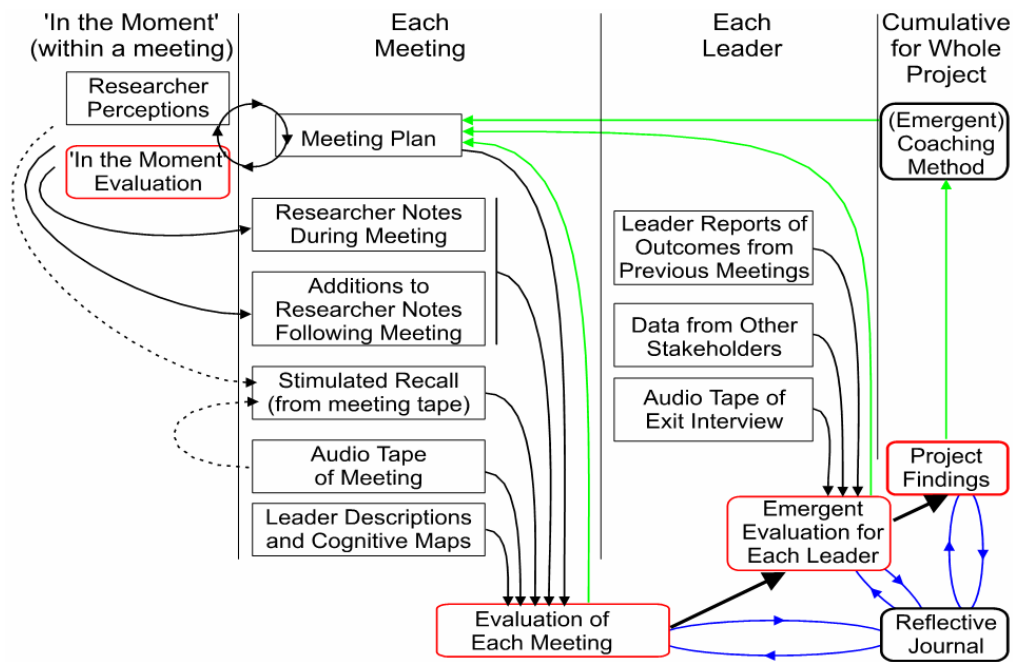 'In the Moment'
(within a meeting)
Each
Meeting
Each
Leader
Cumulative
for Whole
Project
Researcher
Perceptions
'In the Moment'
Evaluation
Meeting Plan
Researcher Notes
During Meeting
Additions to
Researcher Notes
Following Meeting
Stimulated Recall
(from meeting tape)
Audio Tape
of Meeting
Leader Descriptions
and Cognitive Maps
Evaluation of
Each Meeting
Leader Reports of
Outcomes from
Previous Meetings
Data from Other
Stakeholders
Audio Tape of
Exit Interview
Emergent
Evaluation for
Each Leader
(Emergent)
Coaching
Method
Project
Findings
Reflective
Journal